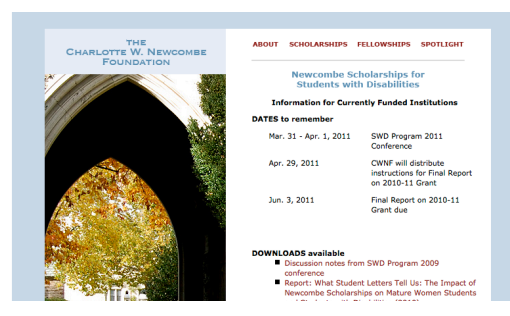 THE
CHARLOTTE W. NEWCOMBE
FOUNDATION
ABOUT SCHOLARSHIPS FELLOWSHIPS SPOTLIGHT
Newcombe Scholarships for
Students with Disabilities
Information for Currently Funded Institutions
DATES to remember
Mar. 31 - Apr. 1, 2011 SWD Program 2011
Conference
Apr. 29, 2011 CWNF will distribute
instructions for Final Report
on 2010-11 Grant
Jun. 3, 2011 Final Report on 2010-11
Grant due
DOWNLOADS available
Discussion notes from SWD Program 2009
conference
Report: What Student Letters Tell Us: The Impact of
Newcombe Scholarships on Mature Women Students